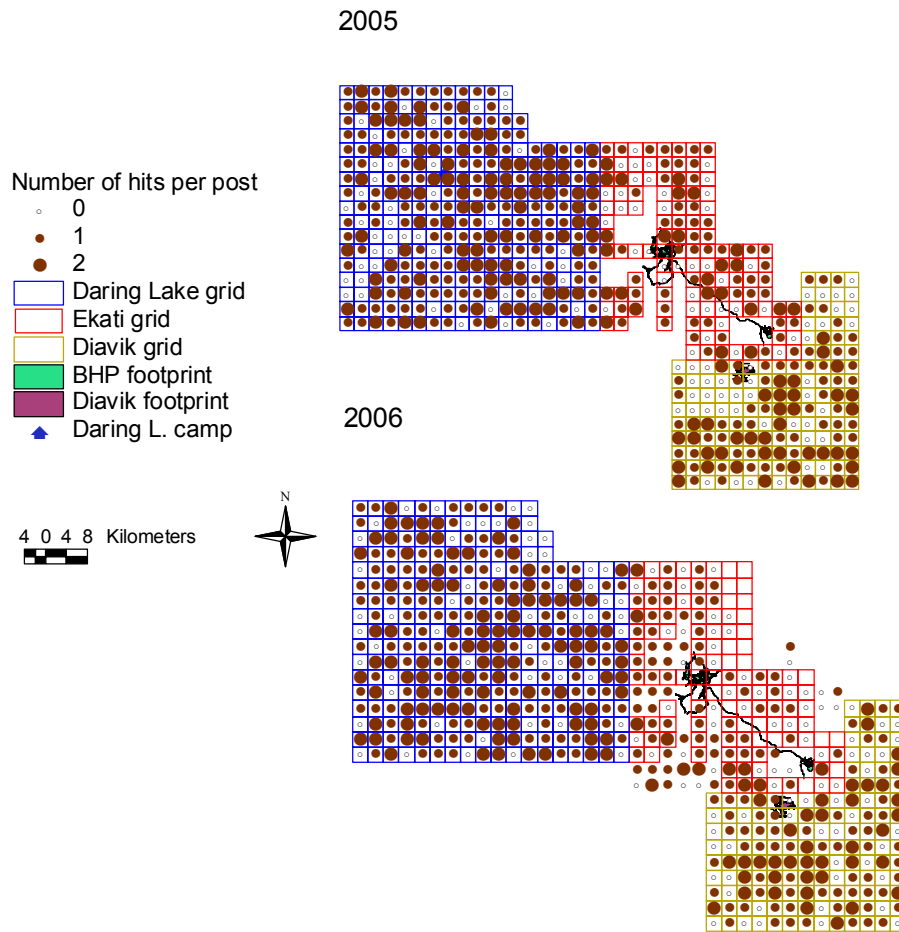 2005
Number of hits per post
0
1
2
Daring Lake grid
Ekati grid
Diavik grid
BHP footprint
Diavik footprint
Daring L. camp
2006
N
4 0 4 8 Kilometers